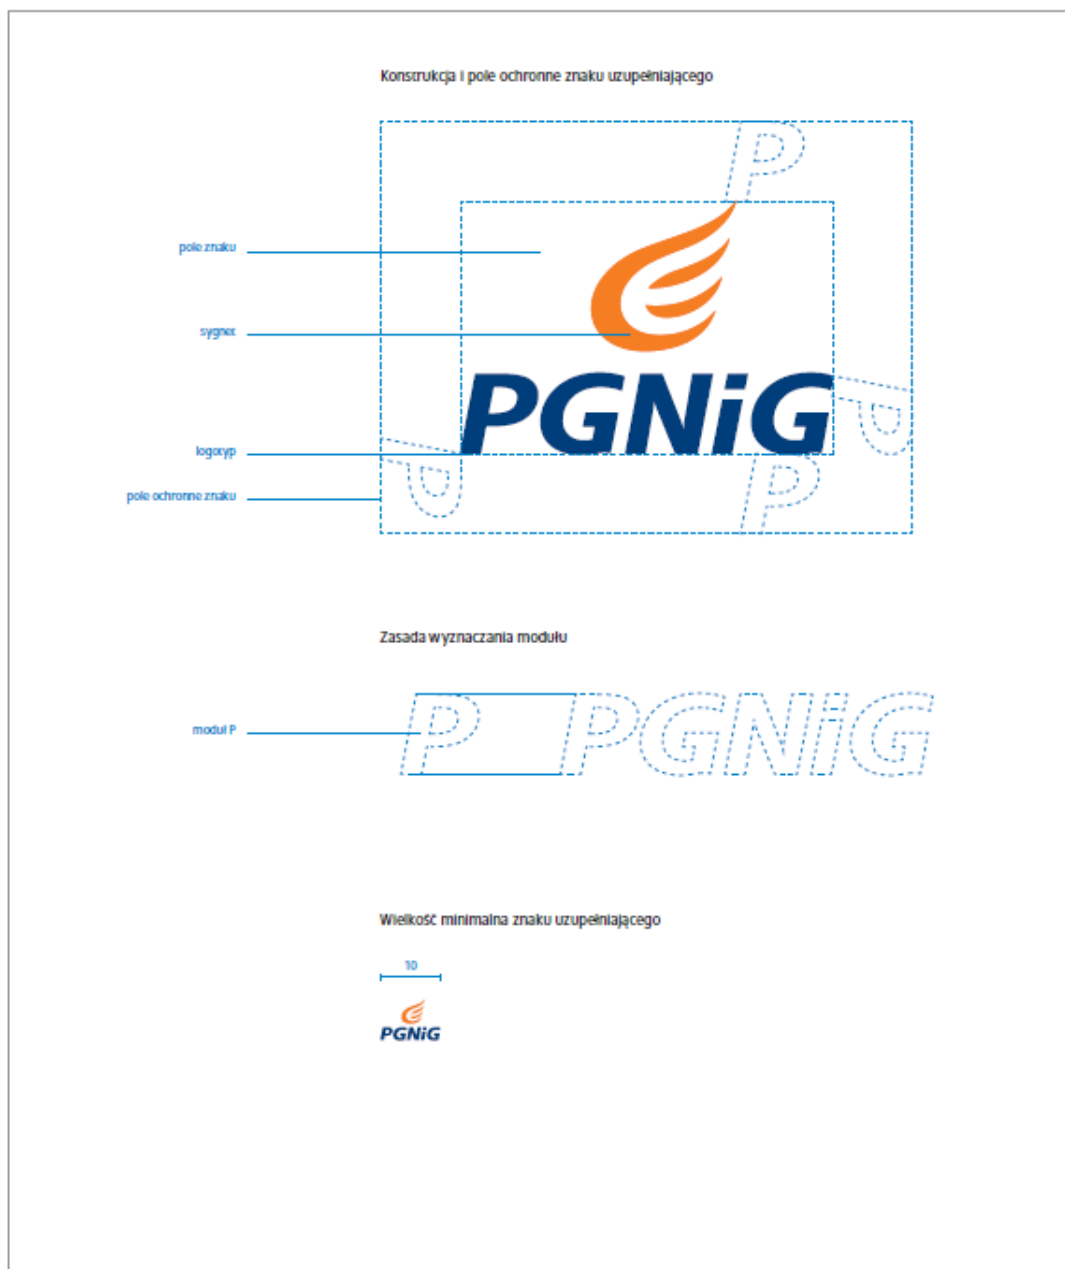 Konstrukcja i pole ochronne znaku uzupełniającego
P
pole znaku
sygnet
PGNiG
P
logotyp
P
P
pole ochronne znaku
Zasada wyznaczania modułu
moduł P
P PGNiG
Wielkość minimalna znaku uzupełniającego
10
PGNiG